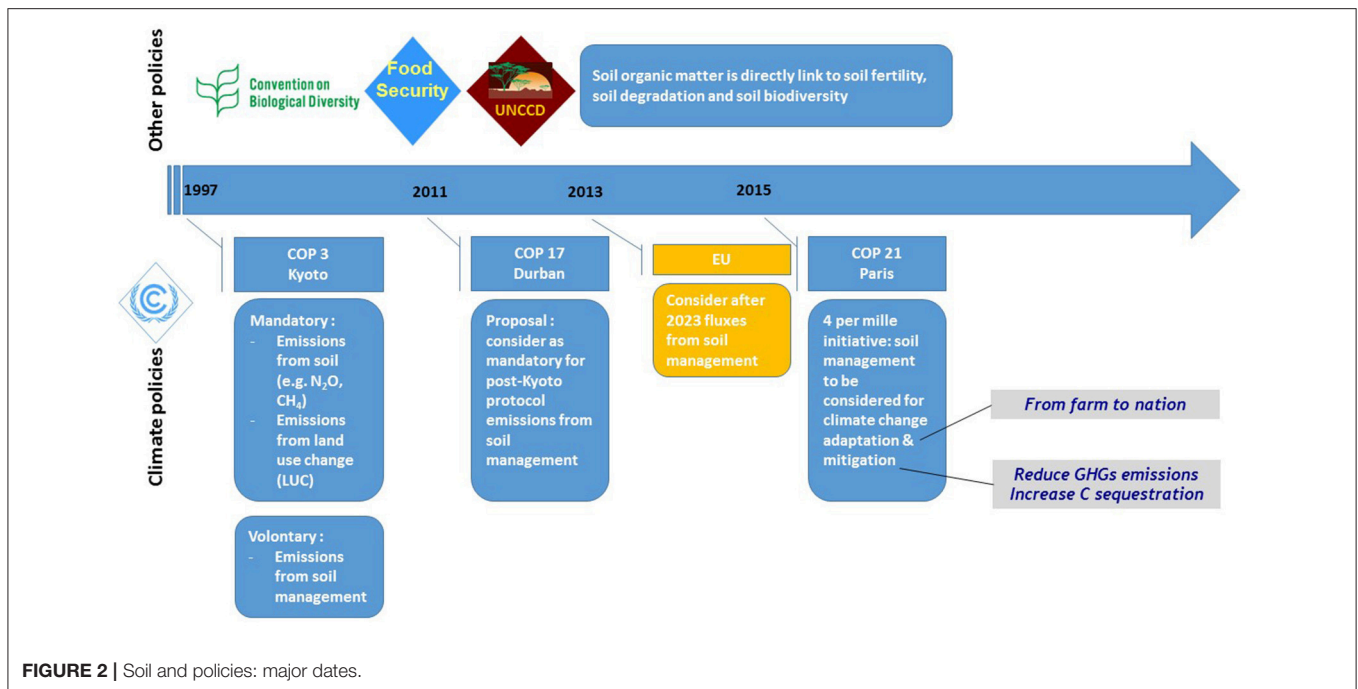 Other policies
Convention on
Biological Diversity
Food
Security
UNCCD
Soil organic matter is directly link to soil fertility,
soil degradation and soil biodiversity
1997
2011
2013
2015
Climate policies
COP 3
Kyoto
Mandatory :
- Emissions
from soil
(e.g. N₂O,
CH₄)
- Emissions
from land
use change
(LUC)
Volontary :
- Emissions
from soil
management
COP 17
Durban
Proposal :
consider as
mandatory for
post-Kyoto
protocol
emissions from
soil
management
EU
Consider after
2023 fluxes
from soil
management
COP 21
Paris
4 per mille
initiative: soil
management
to be
considered for
climate change
adaptation &
mitigation
From farm to nation
Reduce GHGs emissions
Increase C sequestration
FIGURE 2 | Soil and policies: major dates.